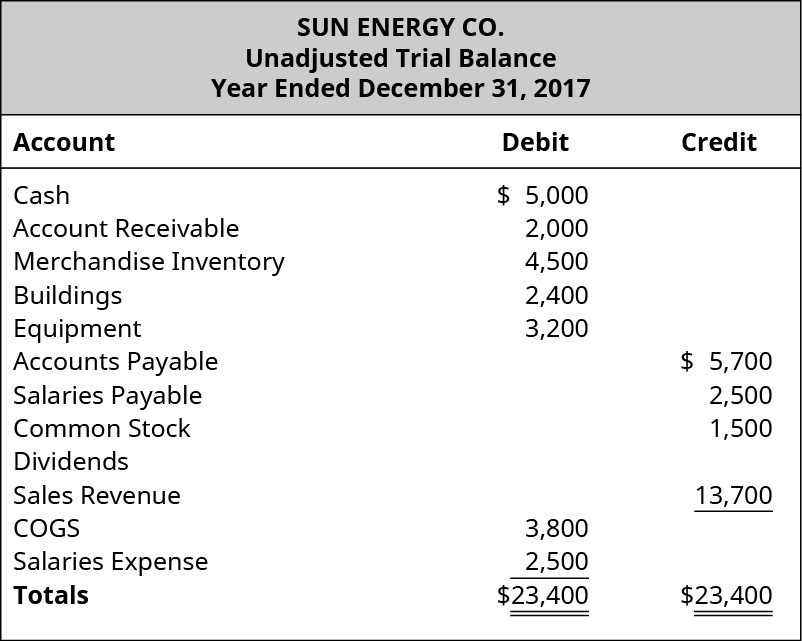 SUN ENERGY CO.
Unadjusted Trial Balance
Year Ended December 31, 2017
Account Debit Credit
Cash $ 5,000
Account Receivable 2,000
Merchandise Inventory 4,500
Buildings 2,400
Equipment 3,200
Accounts Payable $ 5,700
Salaries Payable 2,500
Common Stock 1,500
Dividends
Sales Revenue 13,700
COGS 3,800
Salaries Expense 2,500
Totals $23,400 $23,400